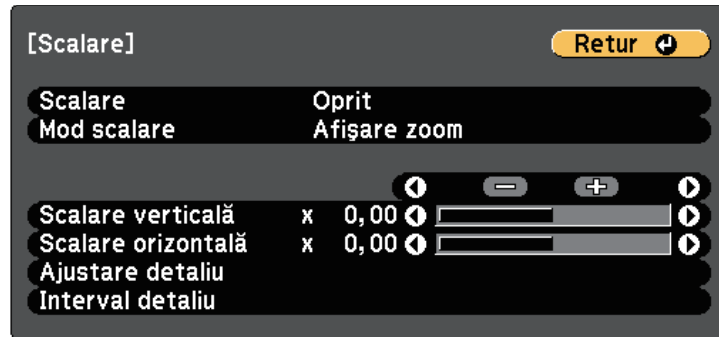 [Scalare] Retur
Scalare Oprit
Mod scalare Afişare zoom
− +
Scalare verticală x 0,00
Scalare orizontală x 0,00
Ajustare detaliu
Interval detaliu